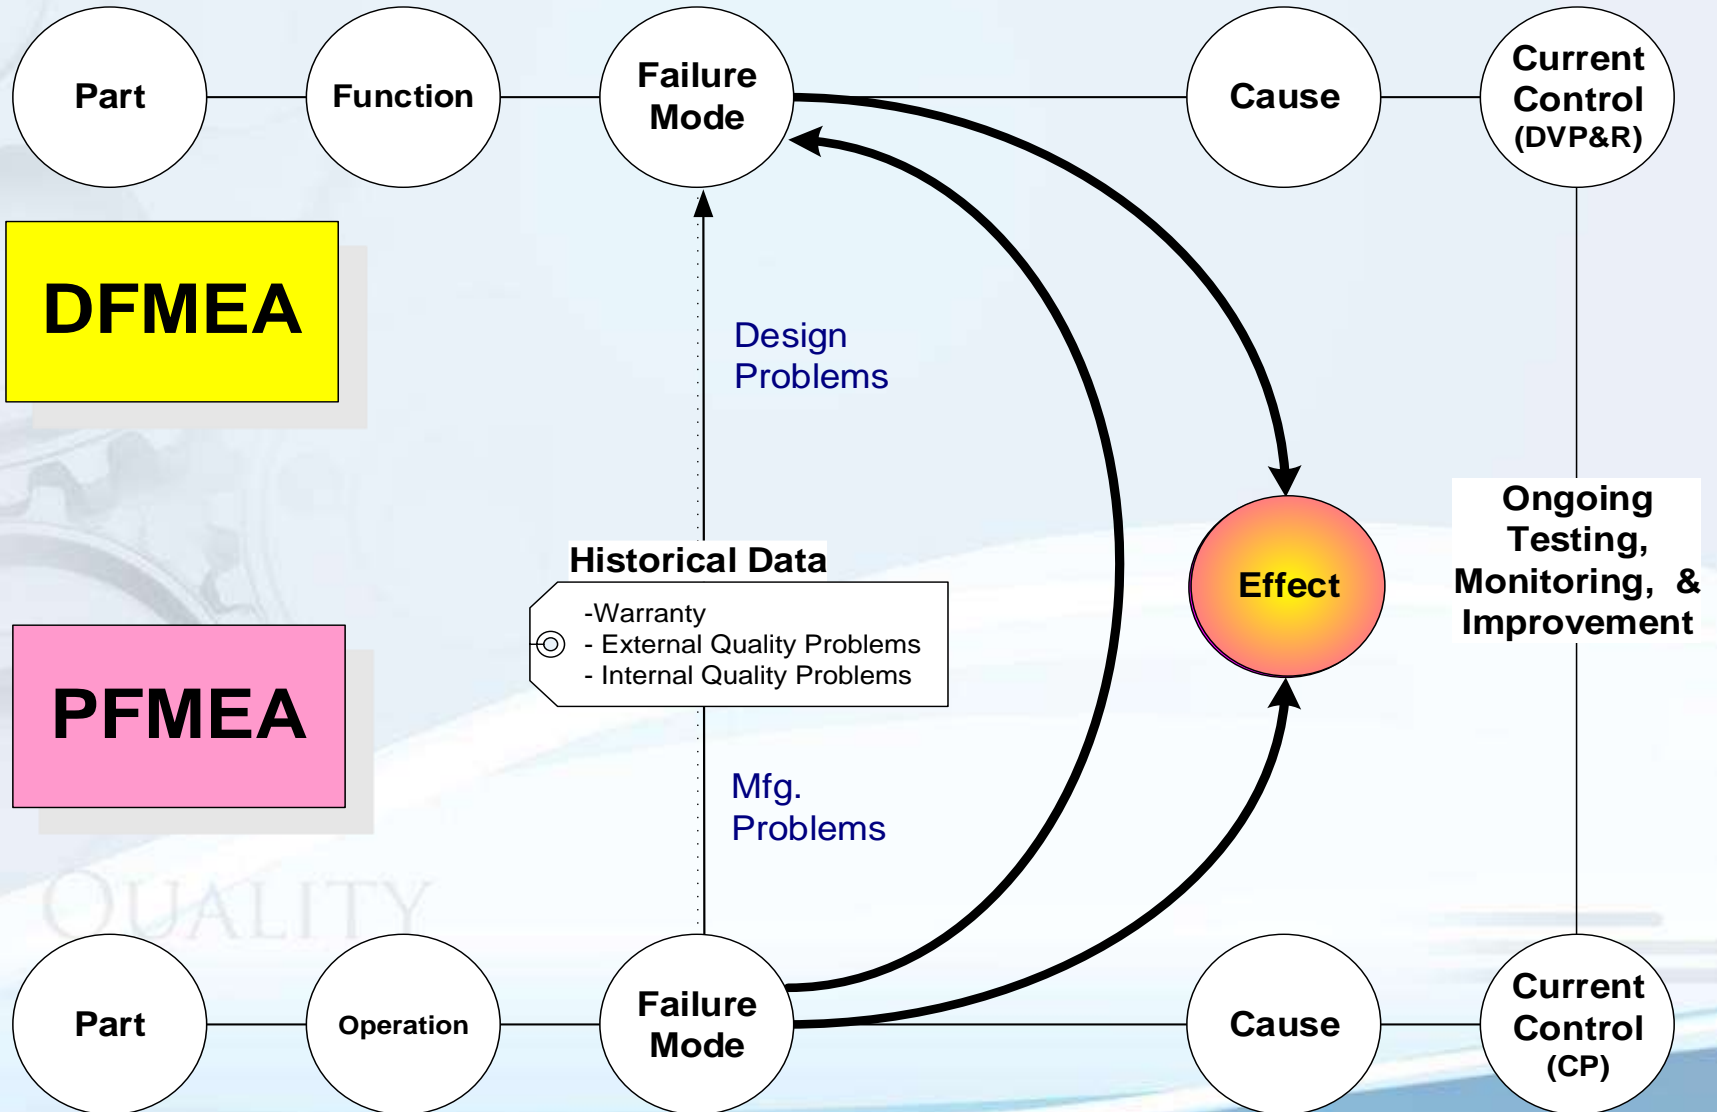 Part
Function
Failure
Mode
Cause
Current
Control
(DVP&R)
DFMEA
Design
Problems
Historical Data
-Warranty
- External Quality Problems
- Internal Quality Problems
Effect
Ongoing
Testing,
Monitoring, &
Improvement
PFMEA
Mfg.
Problems
QUALITY
Part
Operation
Failure
Mode
Cause
Current
Control
(CP)